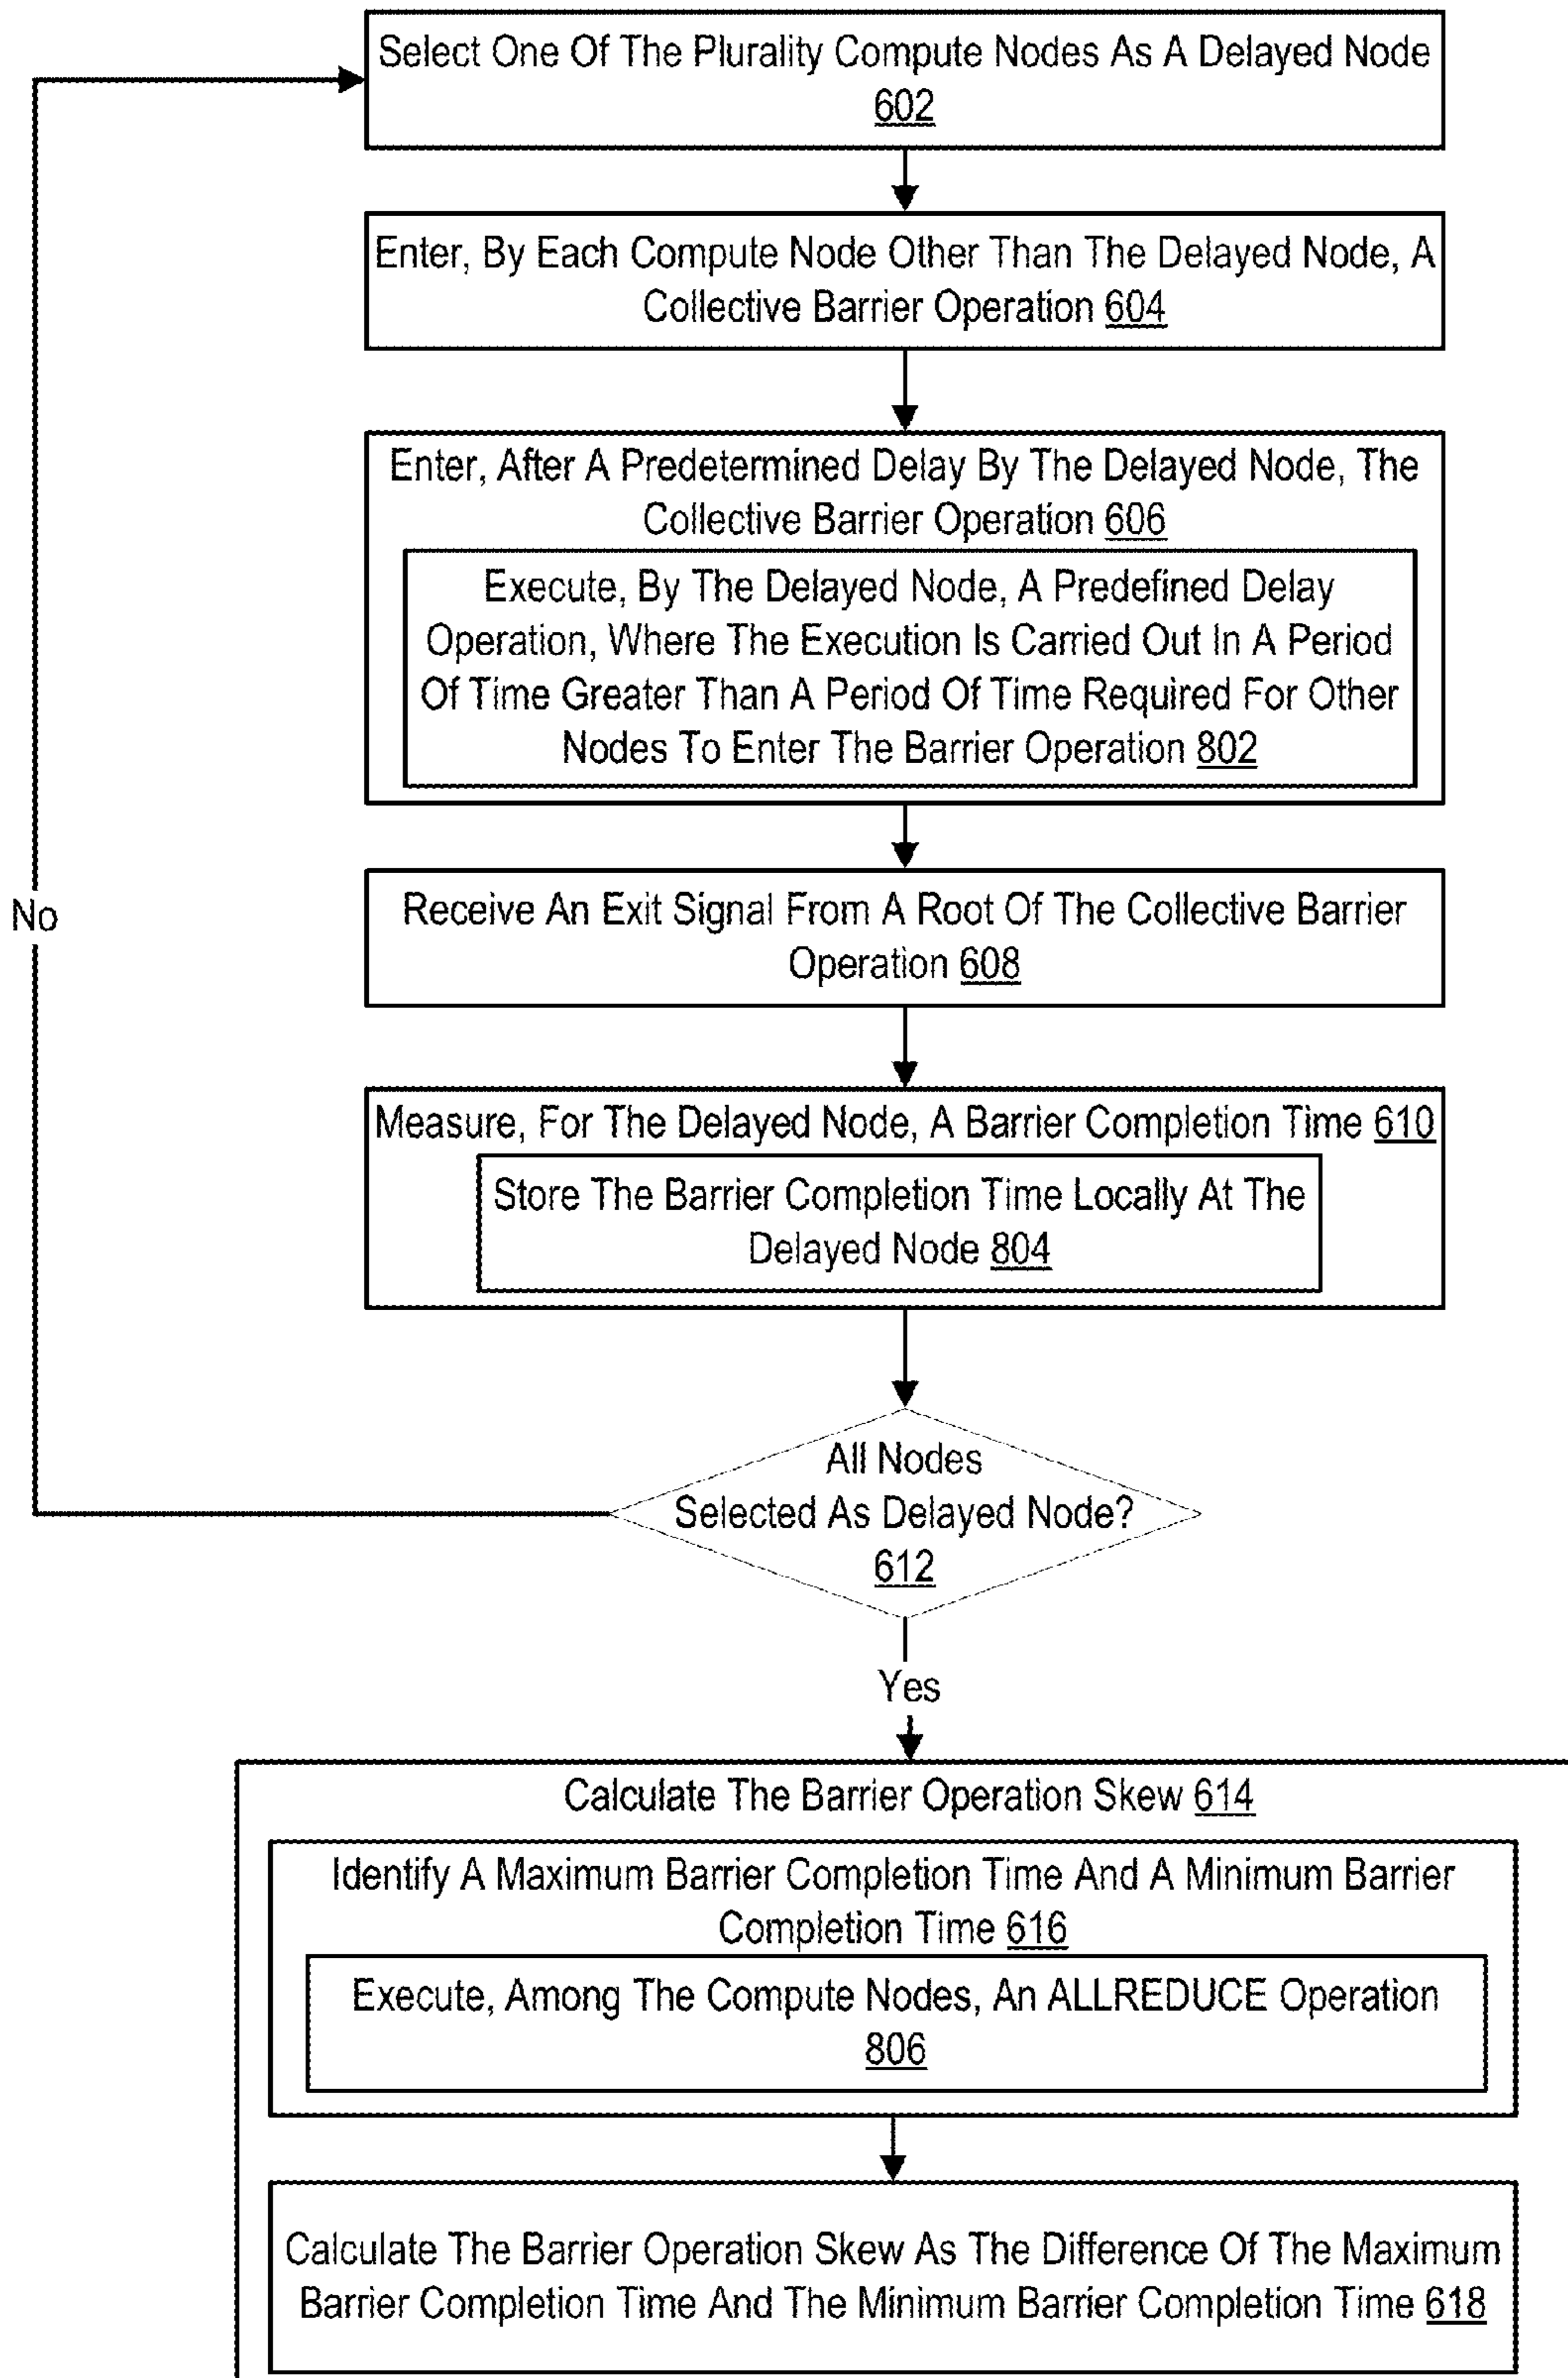 Select One Of The Plurality Compute Nodes As A Delayed Node
602
Enter, By Each Compute Node Other Than The Delayed Node, A
Collective Barrier Operation 604
Enter, After A Predetermined Delay By The Delayed Node, The
Collective Barrier Operation 606
Execute, By The Delayed Node, A Predefined Delay
Operation, Where The Execution Is Carried Out In A Period
Of Time Greater Than A Period Of Time Required For Other
Nodes To Enter The Barrier Operation 802
Receive An Exit Signal From A Root Of The Collective Barrier
Operation 608
No
Measure, For The Delayed Node, A Barrier Completion Time 610
Store The Barrier Completion Time Locally At The
Delayed Node 804
All Nodes
Selected As Delayed Node?
612
Yes
Calculate The Barrier Operation Skew 614
Identify A Maximum Barrier Completion Time And A Minimum Barrier
Completion Time 616
Execute, Among The Compute Nodes, An ALLREDUCE Operation
806
Calculate The Barrier Operation Skew As The Difference Of The Maximum
Barrier Completion Time And The Minimum Barrier Completion Time 618